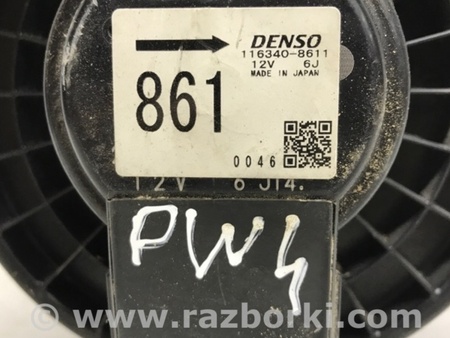 DENSO
116340-8611
12V 6J
MADE IN JAPAN
861
0046
12V 6J14.
PW4
www.razborki.com